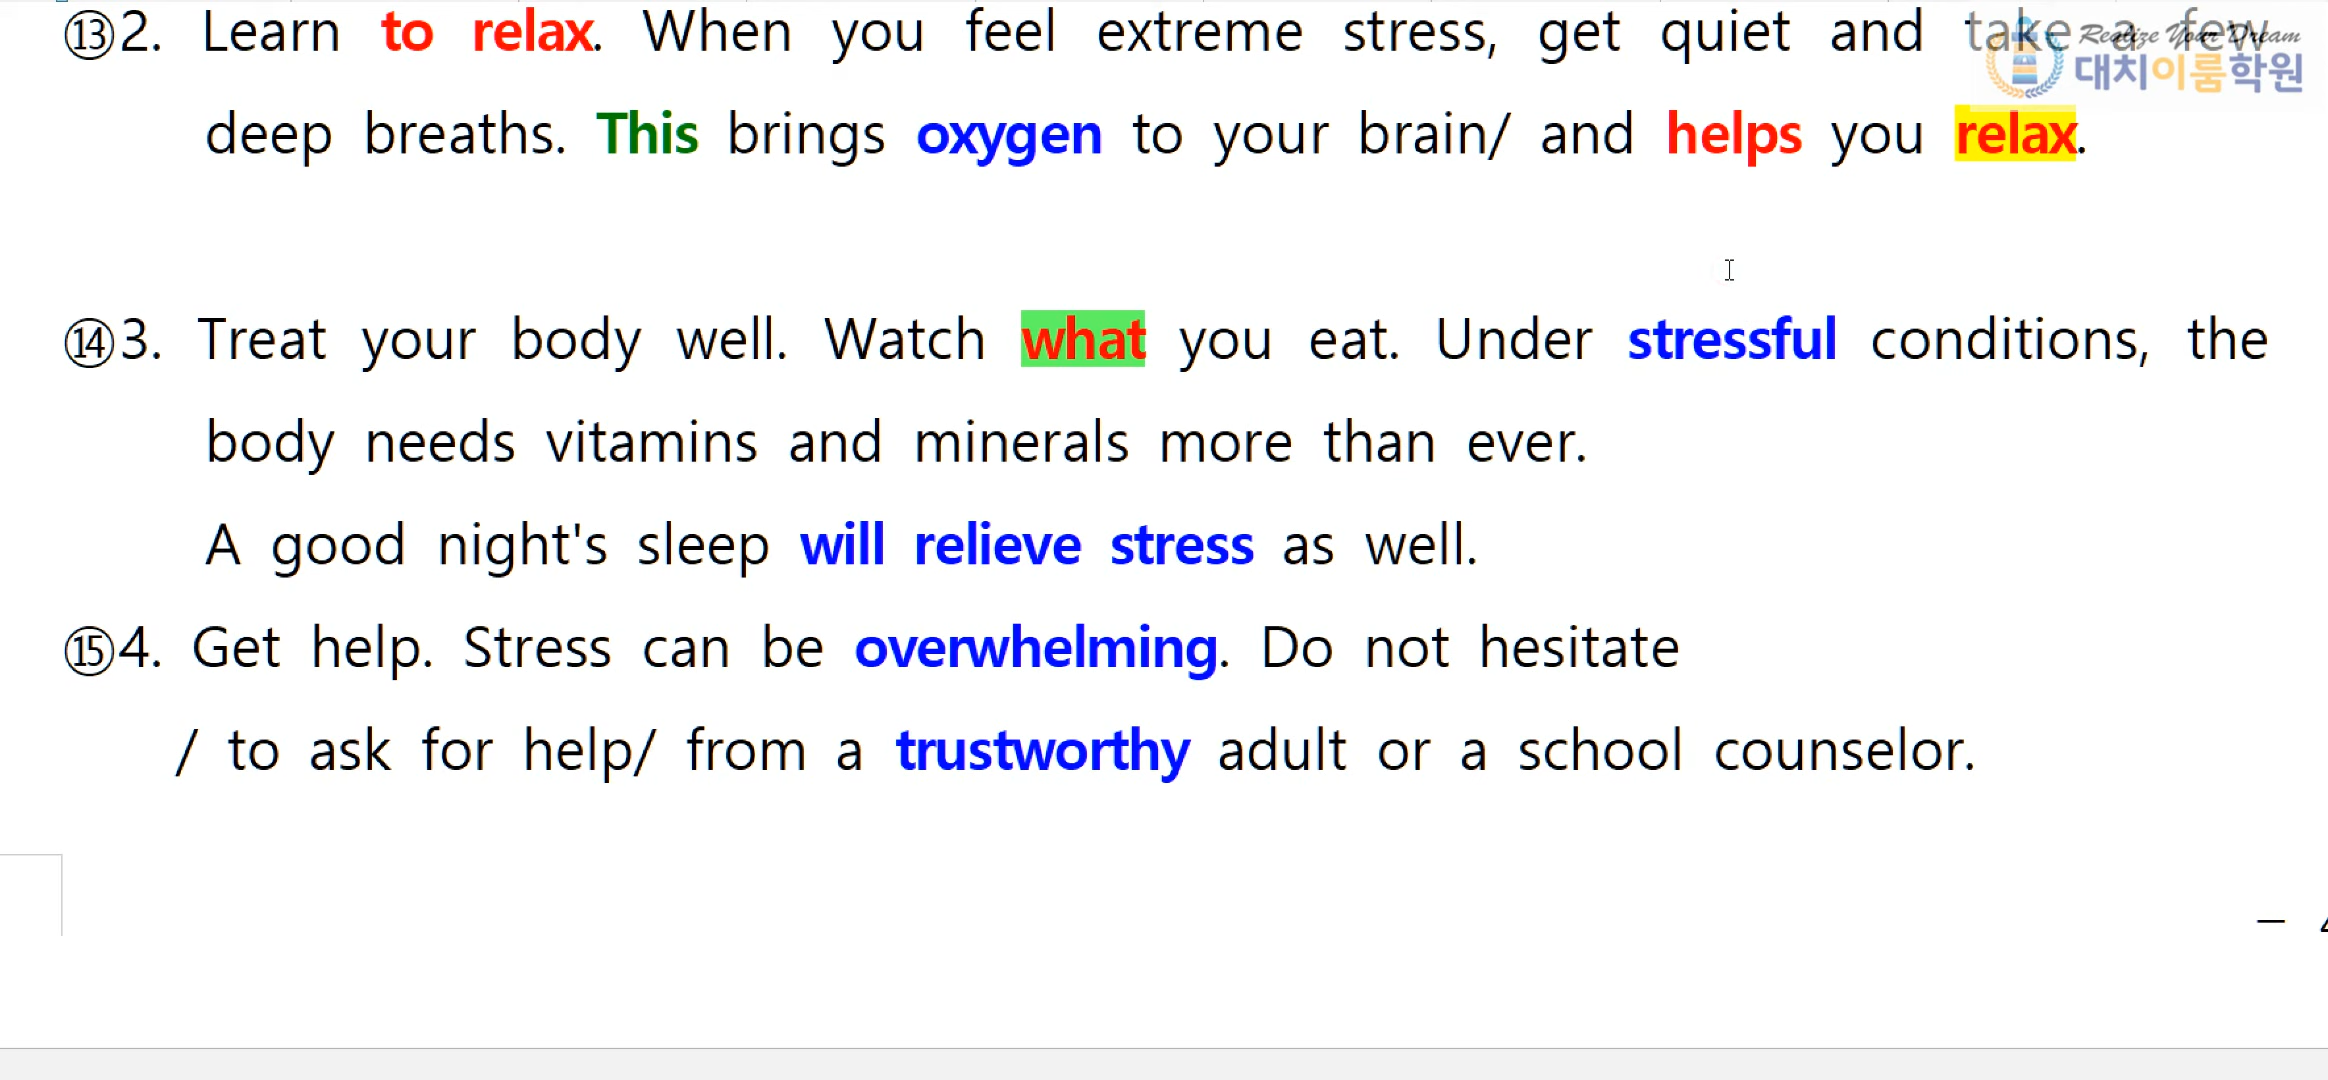 ⑬2. Learn to relax. When you feel extreme stress, get quiet and take a few
Realize Your Dream
대치이룸학원
deep breaths. This brings oxygen to your brain/ and helps you relax.
⑭3. Treat your body well. Watch what you eat. Under stressful conditions, the
body needs vitamins and minerals more than ever.
A good night's sleep will relieve stress as well.
⑮4. Get help. Stress can be overwhelming. Do not hesitate
/ to ask for help/ from a trustworthy adult or a school counselor.